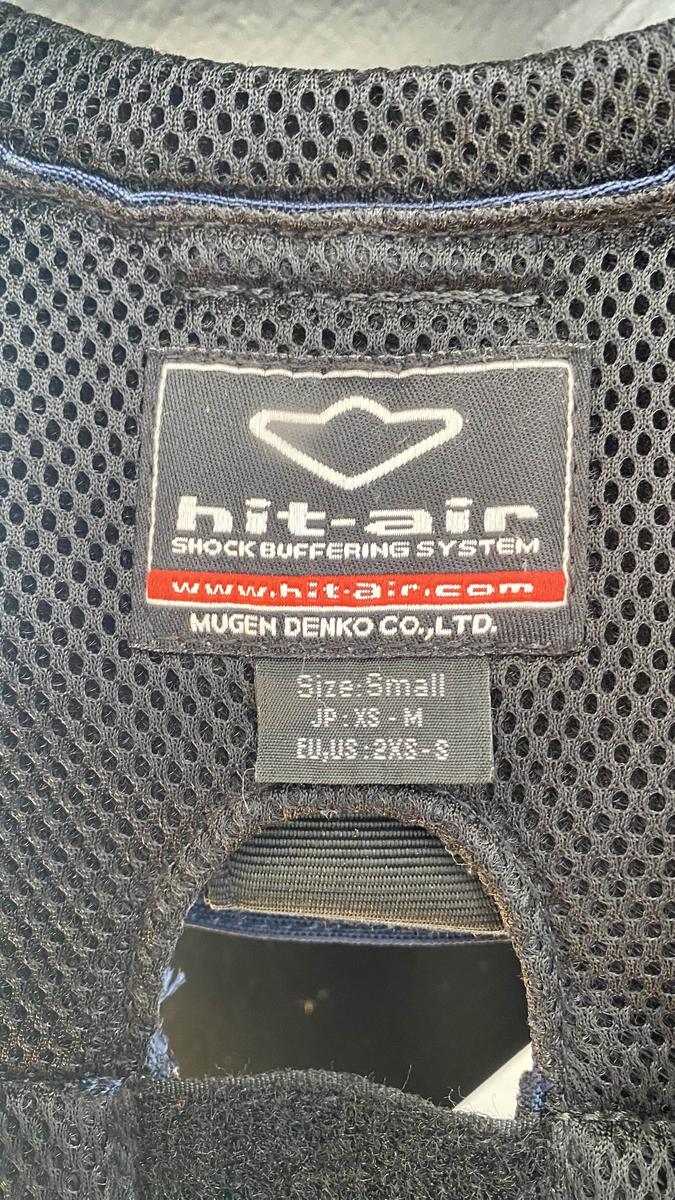 hit-air
SHOCK BUFFERING SYSTEM
www.hit-air.com
MUGEN DENKO CO.,LTD.
Size:Small
JP:XS-M
EU,US:2XS-S